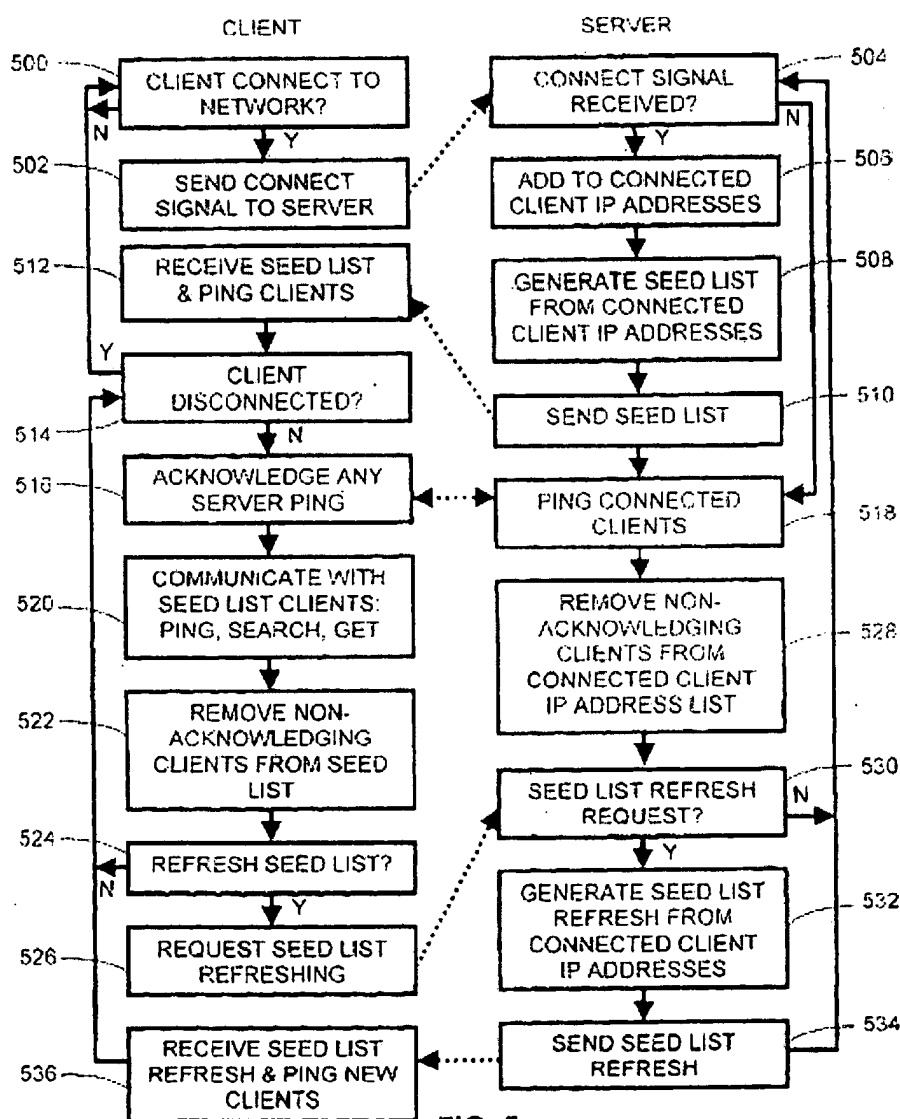 CLIENT
SERVER
500
CLIENT CONNECT TO
NETWORK?
N
Y
502
SEND CONNECT
SIGNAL TO SERVER
512
RECEIVE SEED LIST
& PING CLIENTS
Y
CLIENT
DISCONNECTED?
514
N
516
ACKNOWLEDGE ANY
SERVER PING
520
COMMUNICATE WITH
SEED LIST CLIENTS:
PING, SEARCH, GET
522
REMOVE NON-
ACKNOWLEDGING
CLIENTS FROM SEED
LIST
524
REFRESH SEED LIST?
N
Y
526
REQUEST SEED LIST
REFRESHING
536
RECEIVE SEED LIST
REFRESH & PING NEW
CLIENTS
504
CONNECT SIGNAL
RECEIVED?
N
Y
506
ADD TO CONNECTED
CLIENT IP ADDRESSES
508
GENERATE SEED LIST
FROM CONNECTED
CLIENT IP ADDRESSES
510
SEND SEED LIST
PING CONNECTED
CLIENTS
518
REMOVE NON-
ACKNOWLEDGING
CLIENTS FROM
CONNECTED CLIENT
IP ADDRESS LIST
528
530
SEED LIST REFRESH
REQUEST?
N
Y
GENERATE SEED LIST
REFRESH FROM
CONNECTED CLIENT
IP ADDRESSES
532
534
SEND SEED LIST
REFRESH